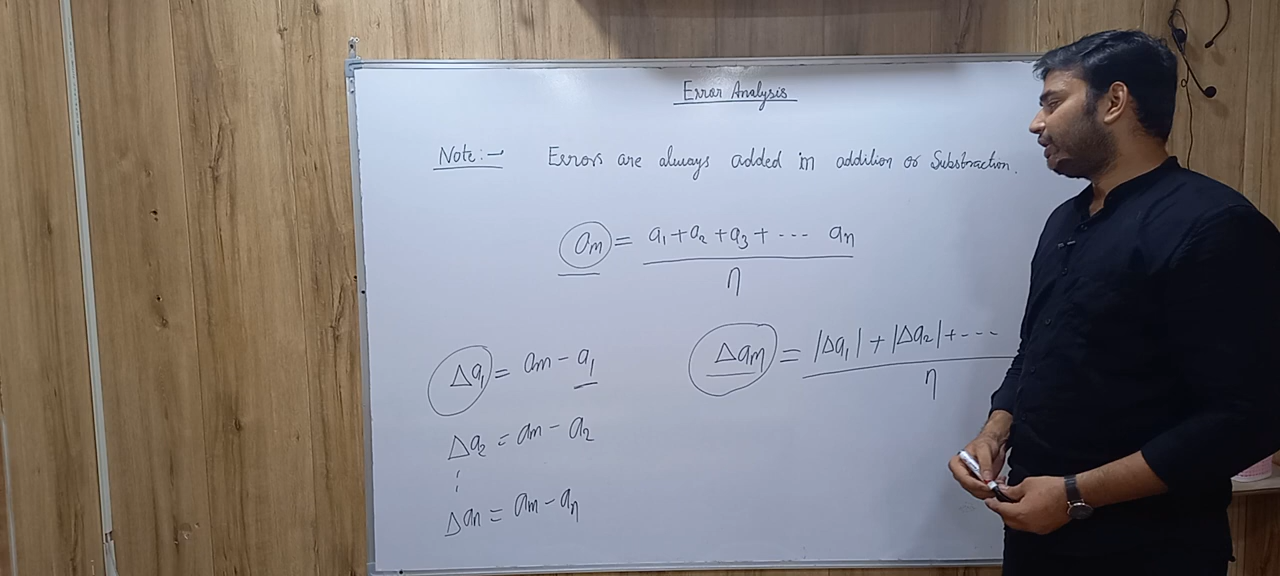 Error Analysis
Note:- Errors are always added in addition or Substraction.
am = a1+a2+a3+--- an
n
Δa1 = am - a1
Δam = |Δa1| + |Δa2| + ---
n
Δa2 = am - a2
Δan = am - an